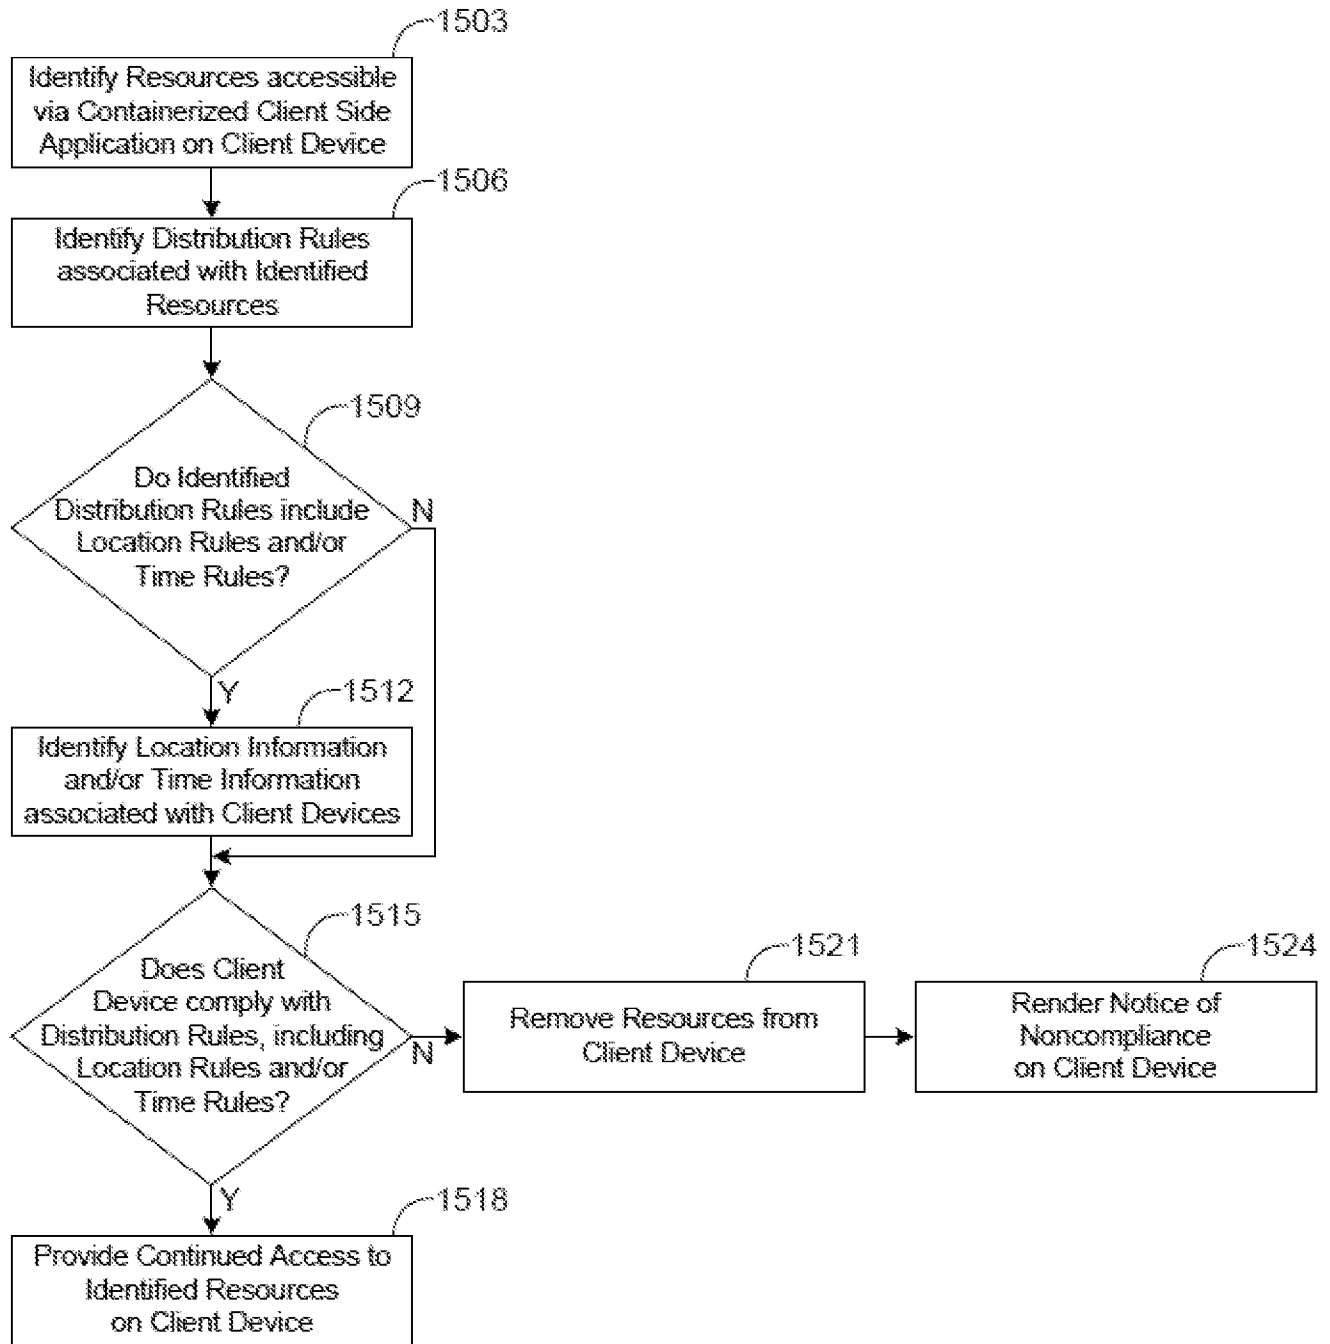 1503
Identify Resources accessible
via Containerized Client Side
Application on Client Device
1506
Identify Distribution Rules
associated with Identified
Resources
1509
Do Identified
Distribution Rules include
Location Rules and/or
Time Rules?
N
Y
1512
Identify Location Information
and/or Time Information
associated with Client Devices
1515
Does Client
Device comply with
Distribution Rules, including
Location Rules and/or
Time Rules?
N
Y
1521
Remove Resources from
Client Device
1524
Render Notice of
Noncompliance
on Client Device
1518
Provide Continued Access to
Identified Resources
on Client Device